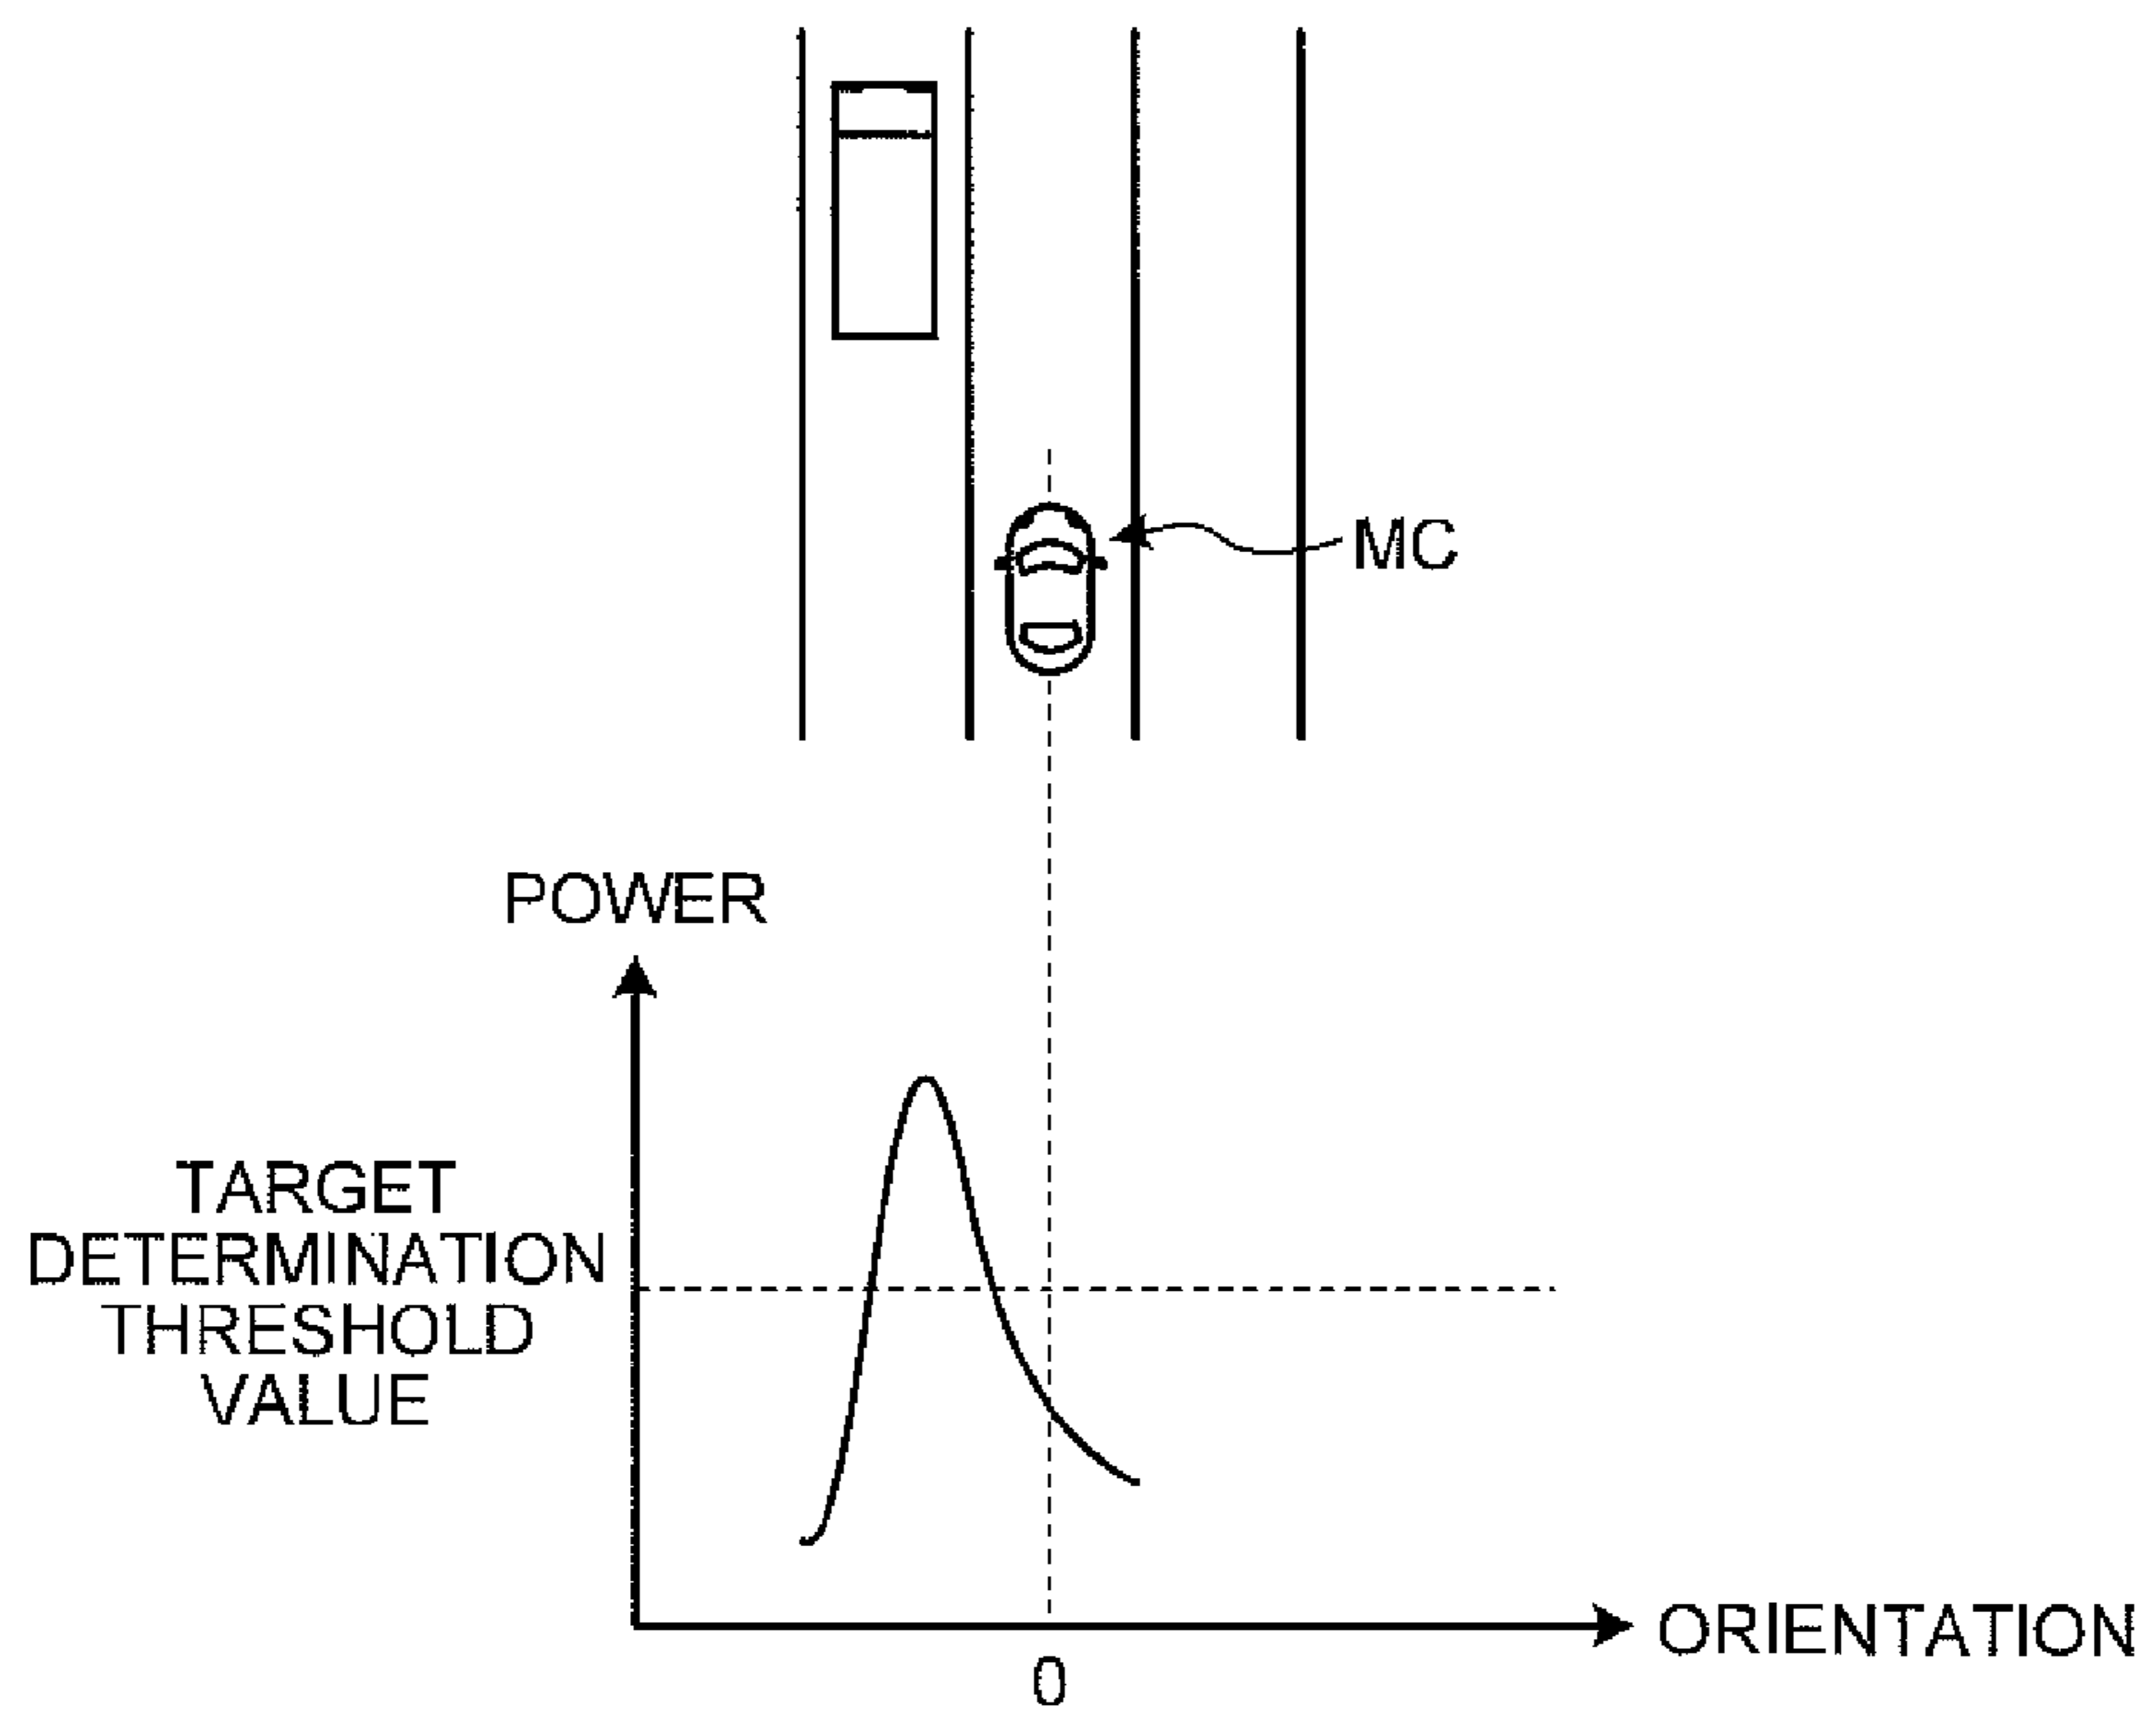 MC
POWER
TARGET
DETERMINATION
THRESHOLD
VALUE
ORIENTATION
0